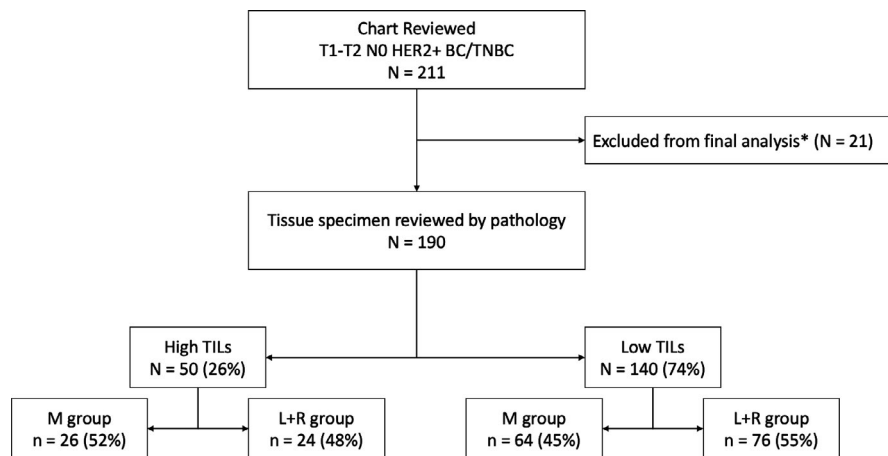 Chart Reviewed
T1-T2 N0 HER2+ BC/TNBC
N = 211
Excluded from final analysis* (N = 21)
Tissue specimen reviewed by pathology
N = 190
High TILs
N = 50 (26%)
Low TILs
N = 140 (74%)
M group
n = 26 (52%)
L+R group
n = 24 (48%)
M group
n = 64 (45%)
L+R group
n = 76 (55%)